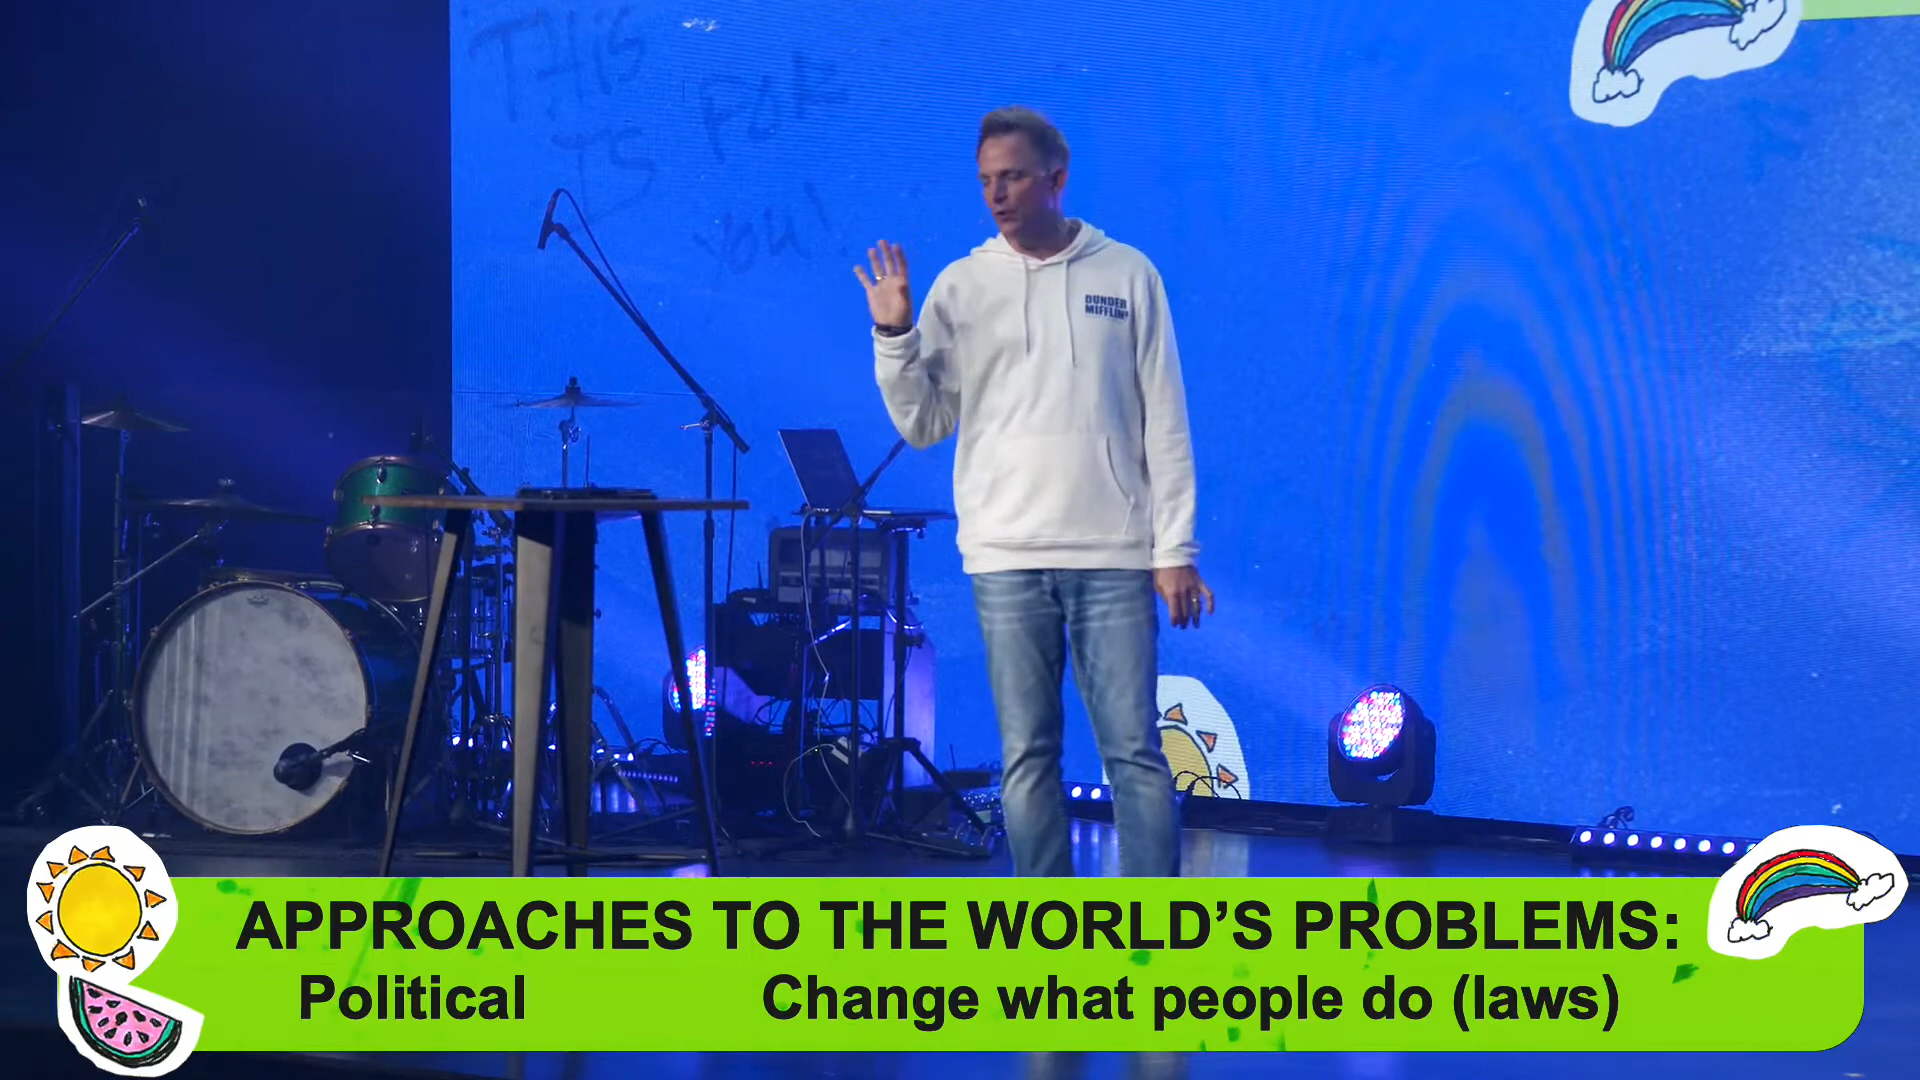 THIS
IS
FOR
YOU!
DUNDER
MIFFLIN
APPROACHES TO THE WORLD’S PROBLEMS:
Political Change what people do (laws)